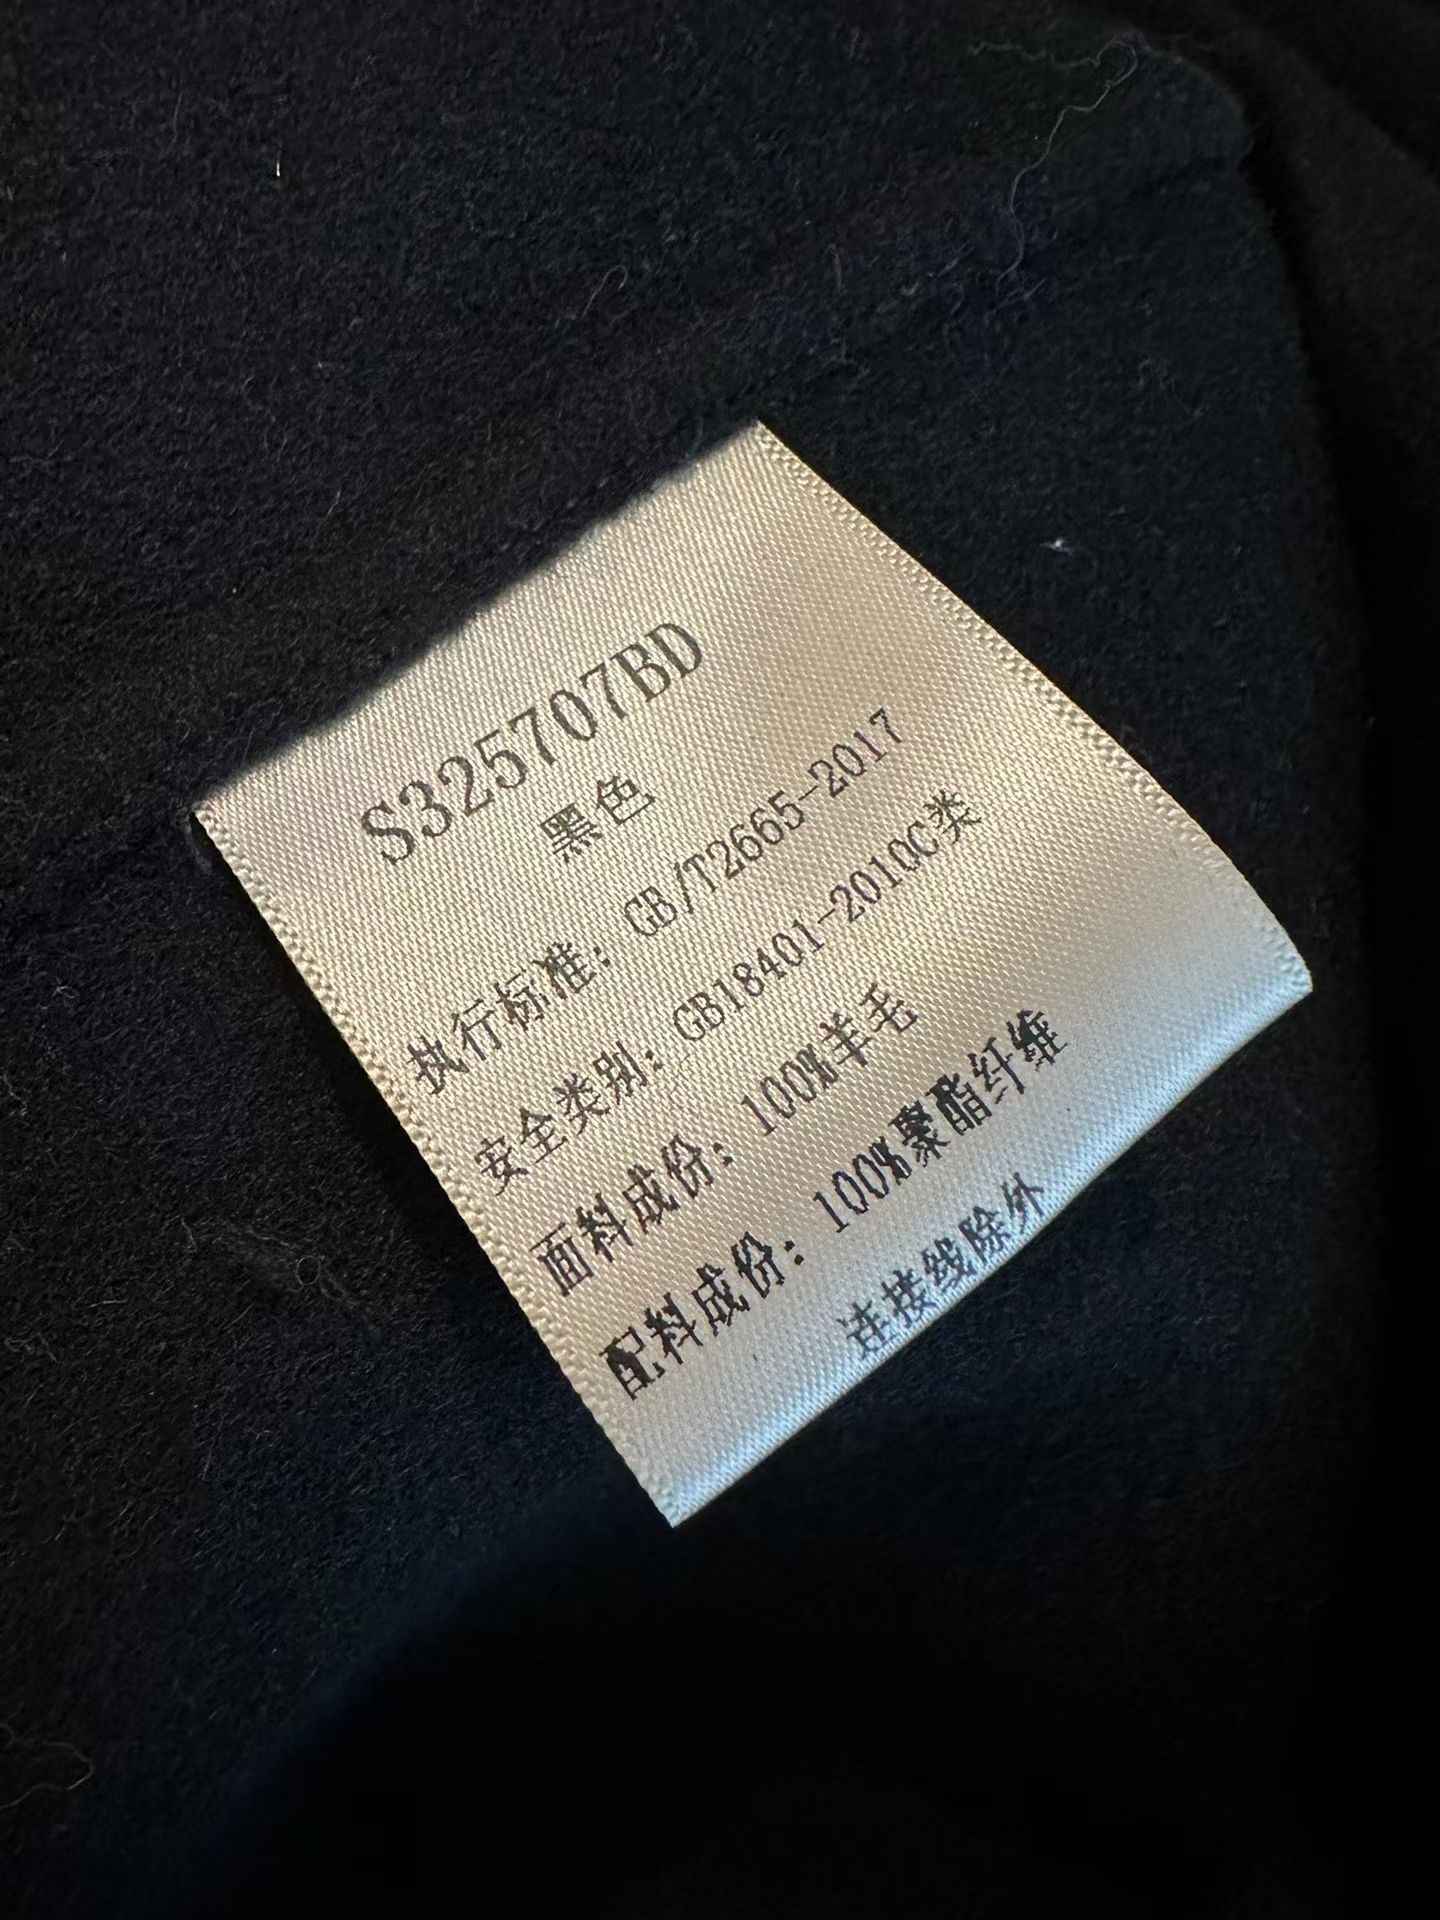 S325707BD
黑色
执行标准：GB/T2665-2017
安全类别：GB18401-2010C类
面料成份：100%羊毛
配料成份：100%聚酯纤维
连接线除外